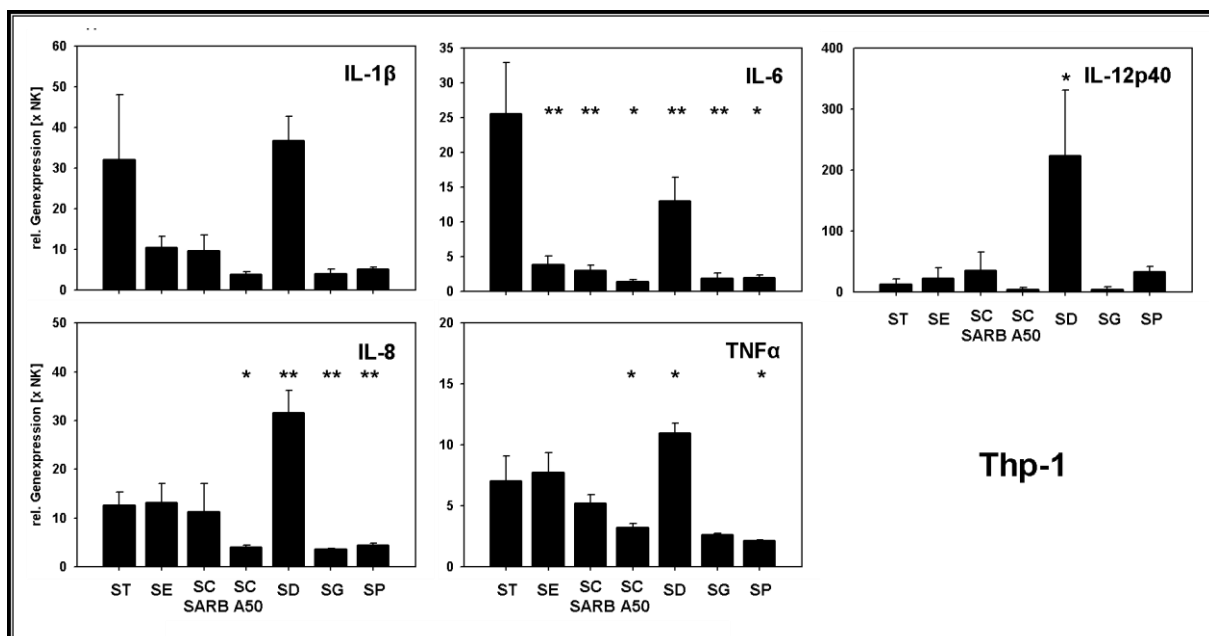 60
50
40
30
20
10
0
rel. Genexpression [x NK]
IL-1β
35
30
25
20
15
10
5
0
IL-6
** ** * ** ** *
400
300
200
100
0
* IL-12p40
ST SE SC SC SD SG SP
SARB A50
50
40
30
20
10
0
rel. Genexpression [x NK]
IL-8
* ** ** **
ST SE SC SC SD SG SP
SARB A50
20
15
10
5
0
TNFα
* * *
ST SE SC SC SD SG SP
SARB A50
Thp-1